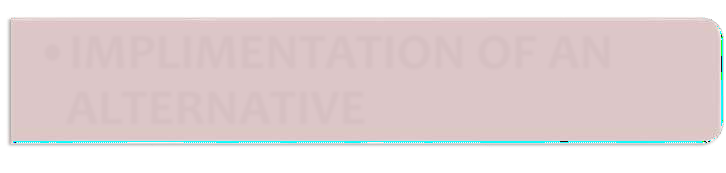 • IMPLIMENTATION OF AN
ALTERNATIVE